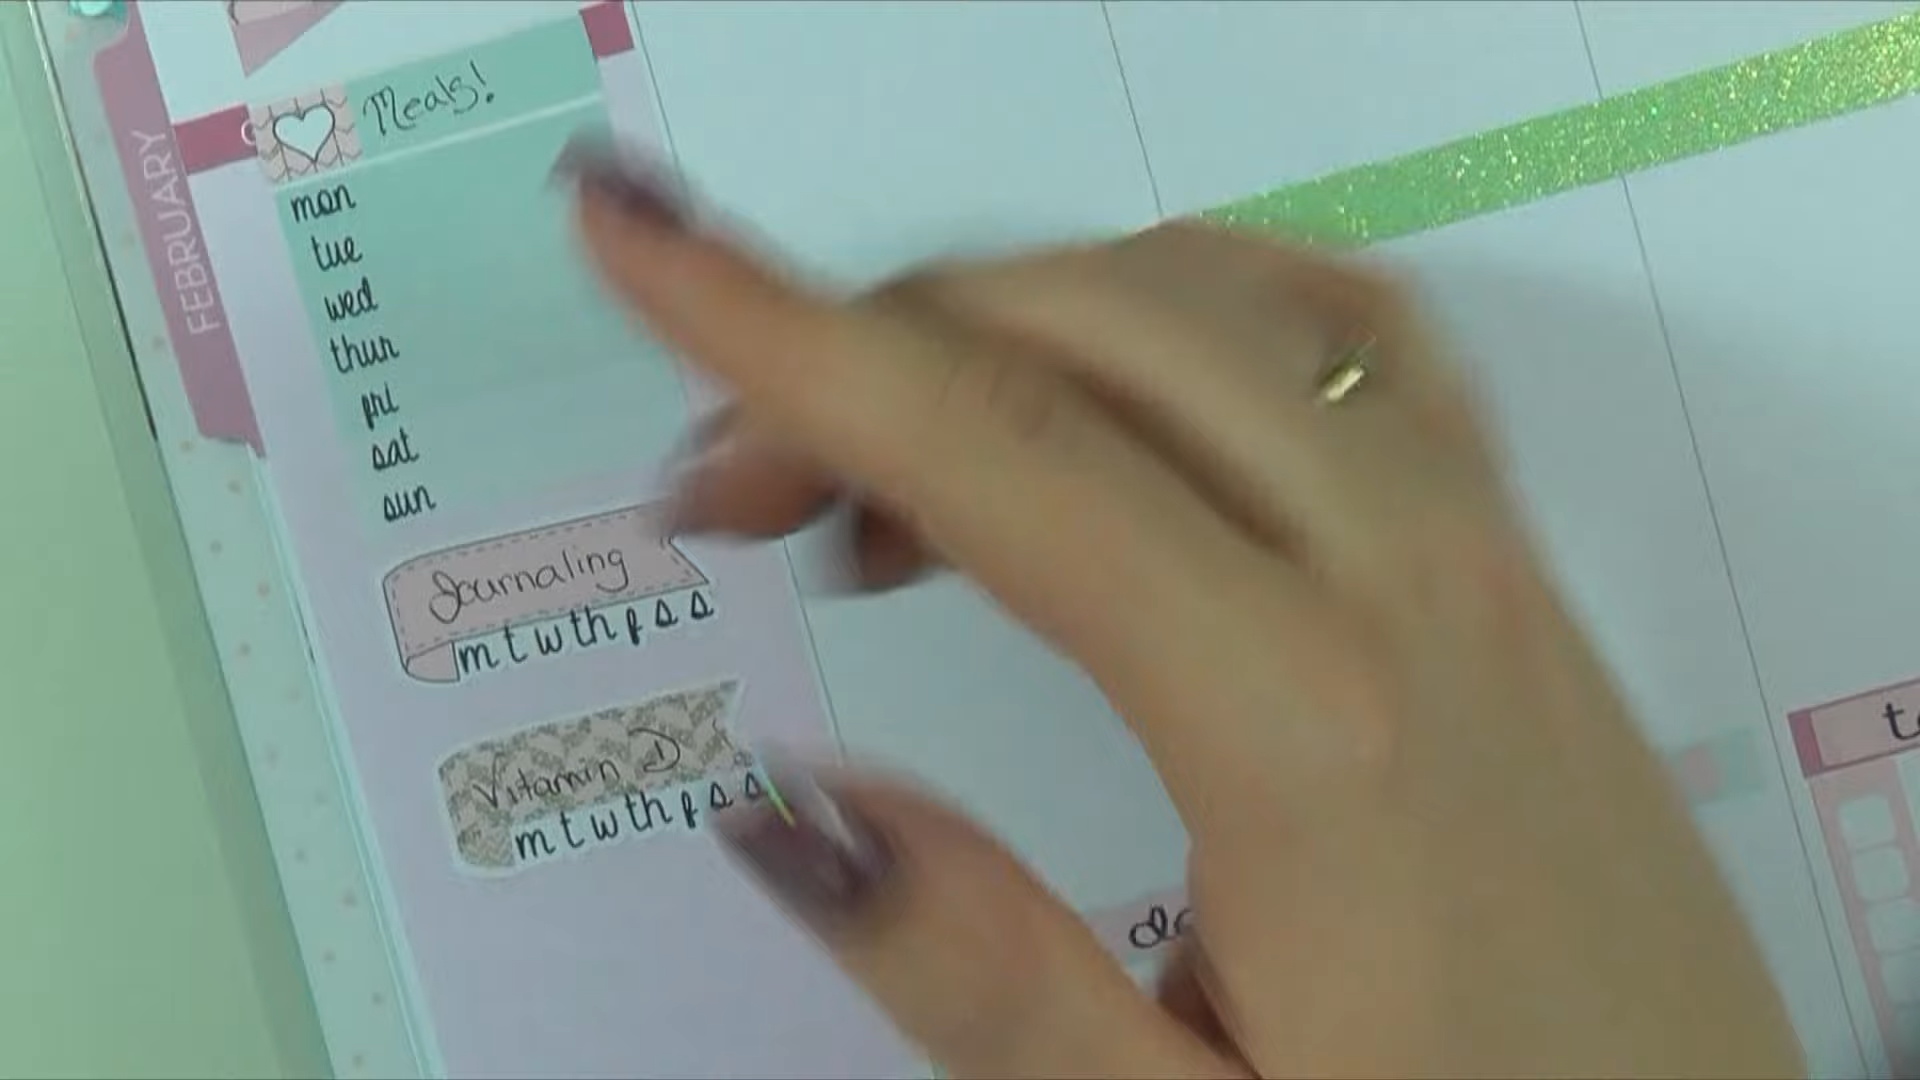 Meals!
FEBRUARY
mon
tue
wed
thur
fri
sat
sun
Journaling
m t w th f s s
Vitamin D
m t w th f s s